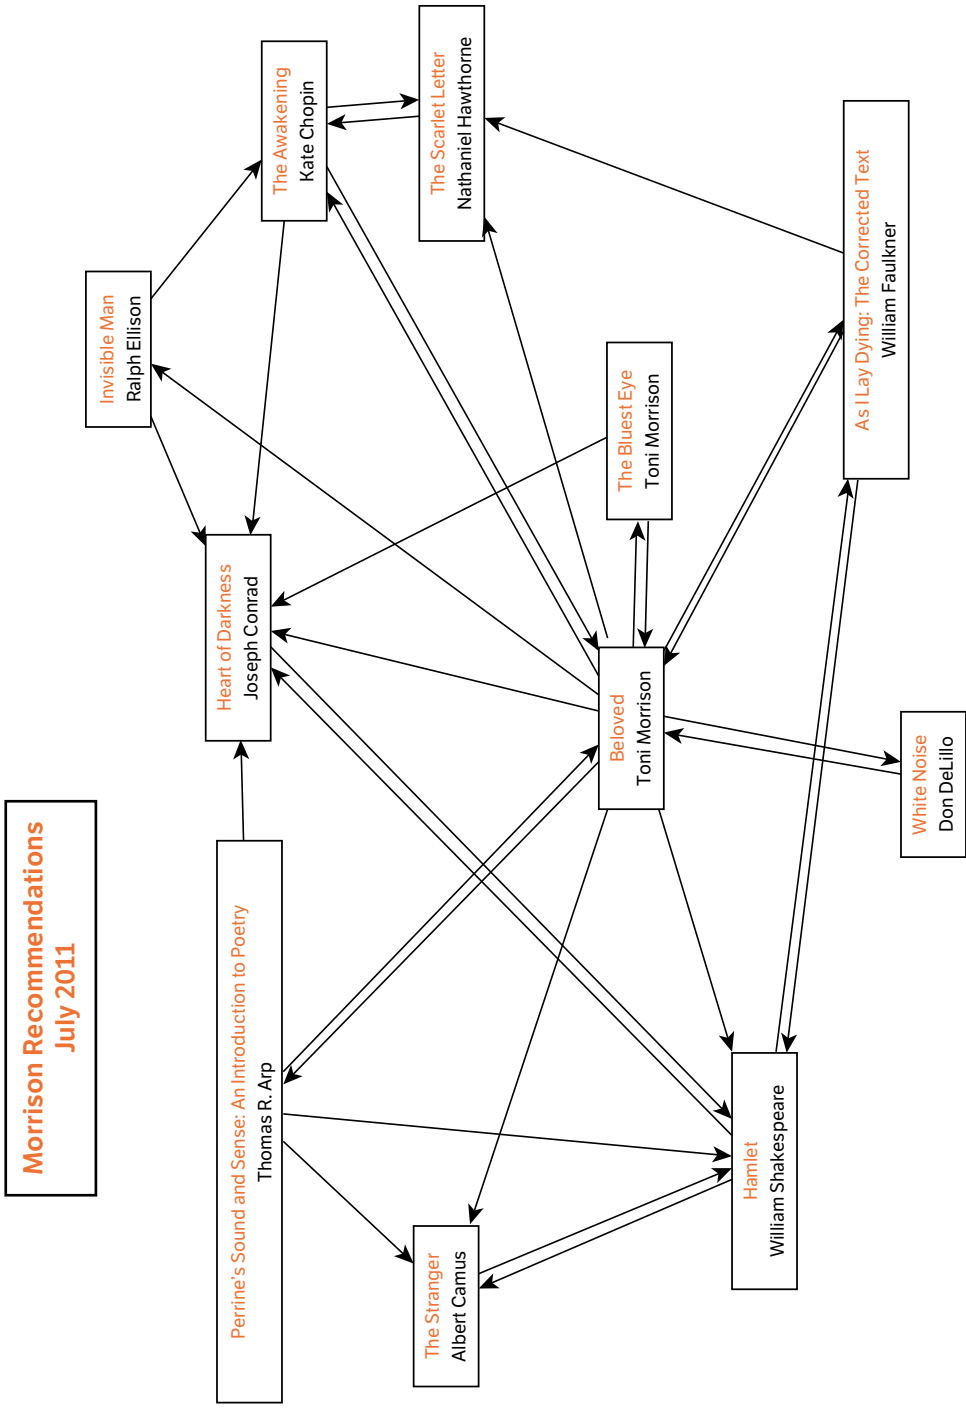 Morrison Recommendations
July 2011
Perrine's Sound and Sense: An Introduction to Poetry
Thomas R. Arp
Heart of Darkness
Joseph Conrad
Invisible Man
Ralph Ellison
The Awakening
Kate Chopin
The Scarlet Letter
Nathaniel Hawthorne
The Stranger
Albert Camus
Beloved
Toni Morrison
The Bluest Eye
Toni Morrison
Hamlet
William Shakespeare
As I Lay Dying: The Corrected Text
William Faulkner
White Noise
Don DeLillo